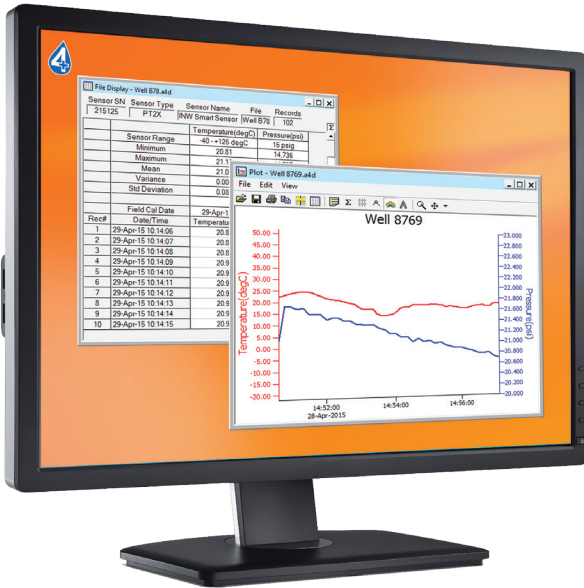 4
File Display - Well B78.a4d
Sensor SN Sensor Type Sensor Name File Records
215125 PT2X INW Smart Sensor Well B78 102
Temperature(degC) Pressure(psi)
Sensor Range -40 - +125 degC 15 psig
Minimum 20.81 14.736
Maximum
Mean
Variance 0.00
Std Deviation 0.08
Field Cal Date 29-Apr-1
Rec# Date/Time Temperatu
1 29-Apr-15 10:14:06 20.8
2 29-Apr-15 10:14:07 20.8
3 29-Apr-15 10:14:08 20.8
4 29-Apr-15 10:14:09 20.9
5 29-Apr-15 10:14:10 20.9
6 29-Apr-15 10:14:11 20.9
7 29-Apr-15 10:14:12 20.9
8 29-Apr-15 10:14:13 20.9
9 29-Apr-15 10:14:14 20.9
10 29-Apr-15 10:14:15 20.9
Plot - Well 8769.a4d
File Edit View
Well 8769
Temperature(degC)
50.00
45.00
40.00
35.00
30.00
25.00
20.00
15.00
10.00
5.00
0.00
-5.00
-10.00
-15.00
-20.00
Pressure(psi)
23.000
22.800
22.600
22.400
22.200
22.000
21.800
21.600
21.400
21.200
21.000
20.800
20.600
20.400
20.200
20.000
14:52:00 14:54:00 14:56:00
28-Apr-2015